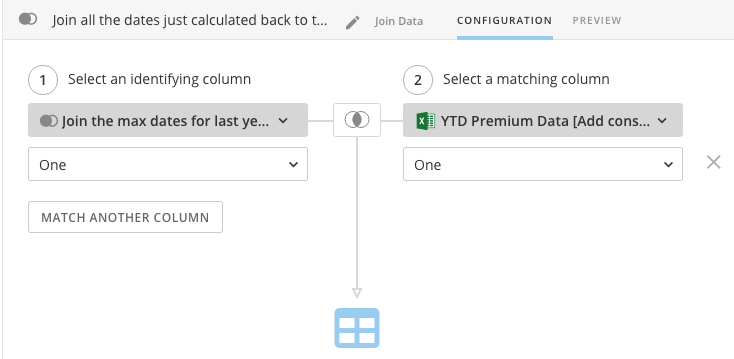 Join all the dates just calculated back to t...
Join Data
CONFIGURATION
PREVIEW
1 Select an identifying column
2 Select a matching column
Join the max dates for last ye...
YTD Premium Data [Add cons...
One
One
MATCH ANOTHER COLUMN